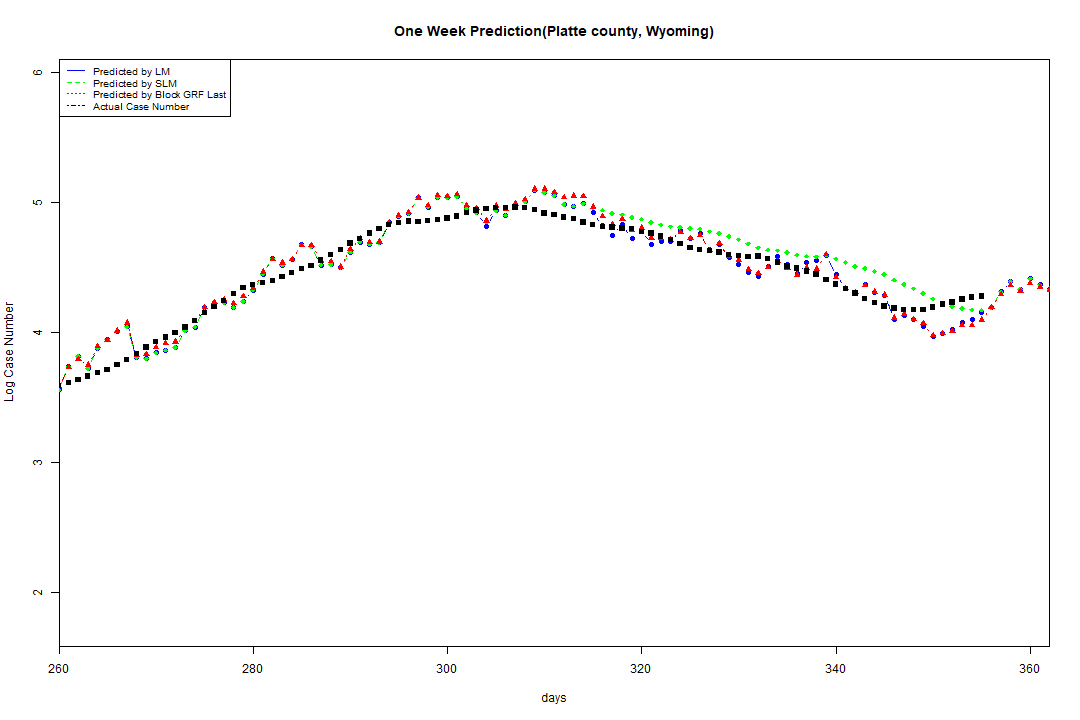 One Week Prediction(Platte county, Wyoming)
Predicted by LM
Predicted by SLM
Predicted by Block GRF Last
Actual Case Number
6
5
4
3
2
Log Case Number
260 280 300 320 340 360
days